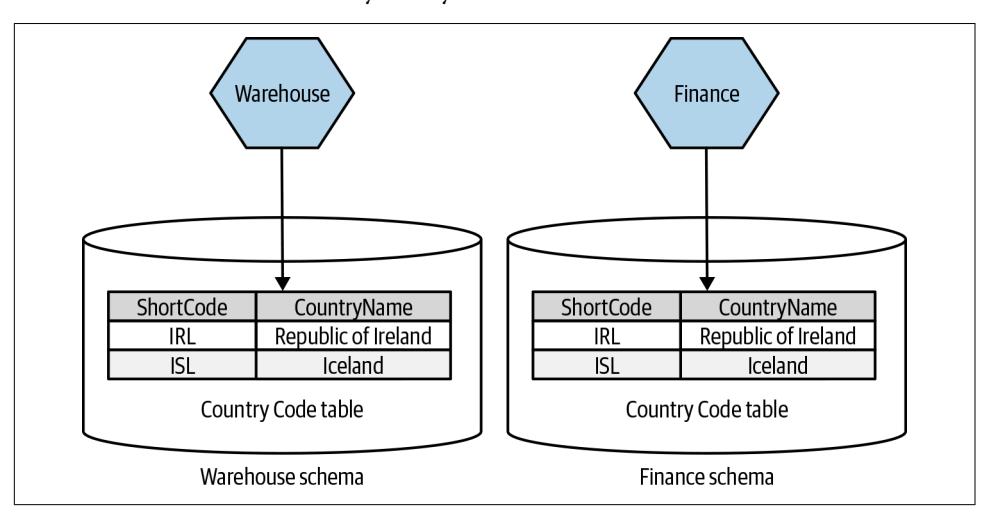 Warehouse
Finance
ShortCode CountryName
IRL Republic of Ireland
ISL Iceland
Country Code table
Warehouse schema
ShortCode CountryName
IRL Republic of Ireland
ISL Iceland
Country Code table
Finance schema